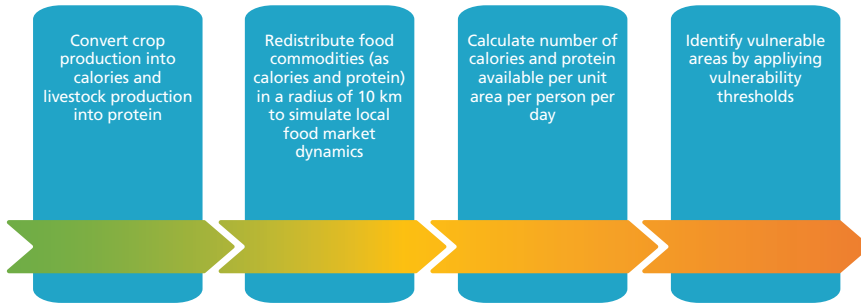 Convert crop
production into
calories and
livestock production
into protein
Redistribute food
commodities (as
calories and protein)
in a radius of 10 km
to simulate local
food market
dynamics
Calculate number of
calories and protein
available per unit
area per person per
day
Identify vulnerable
areas by appliying
vulnerability
thresholds